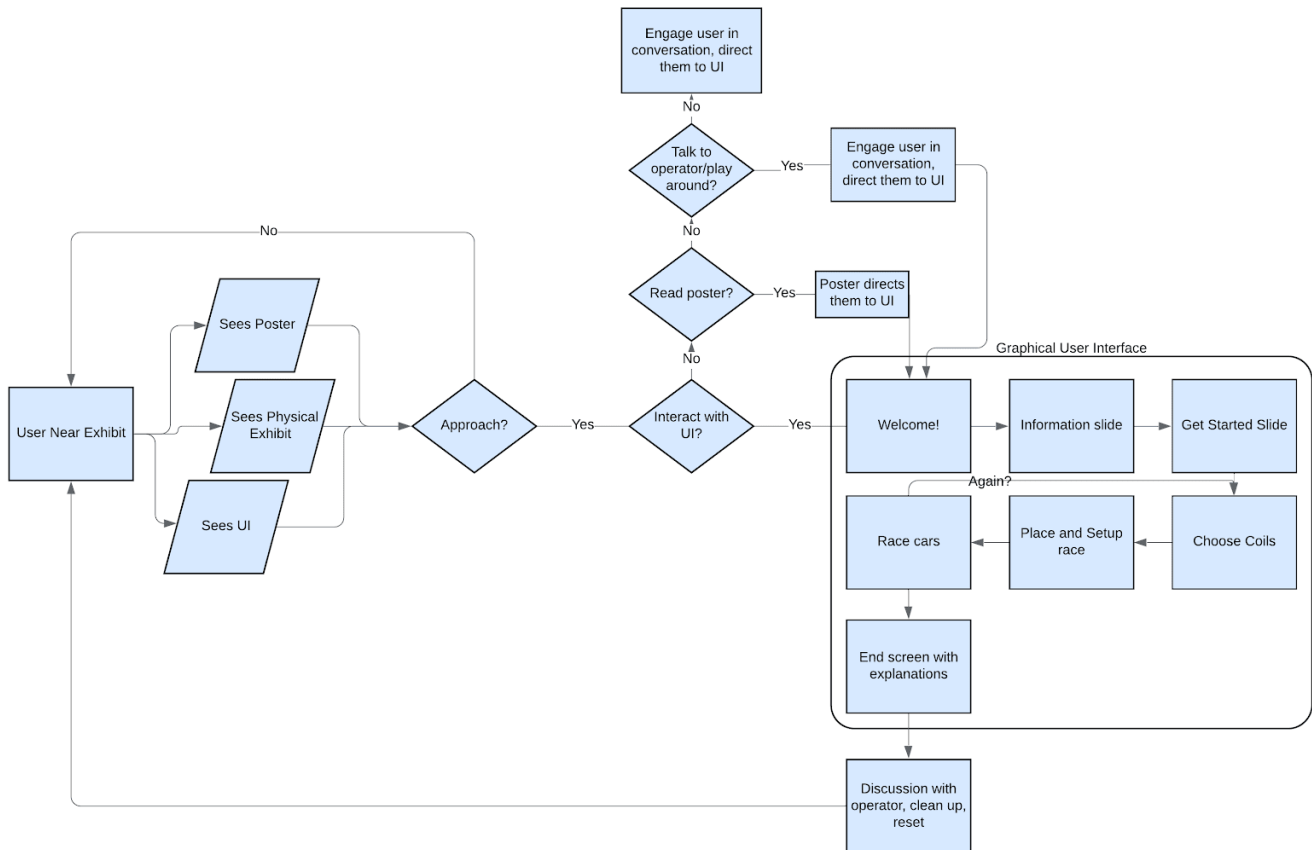 Engage user in
conversation, direct
them to UI
No
Talk to
operator/play
around?
Yes
Engage user in
conversation,
direct them to UI
No
No
Sees Poster
Read poster?
Yes
Poster directs
them to UI
No
Graphical User Interface
User Near Exhibit
Sees Physical
Exhibit
Approach?
Yes
Interact with
UI?
Yes
Welcome!
Information slide
Get Started Slide
Again?
Sees UI
Race cars
Place and Setup
race
Choose Coils
End screen with
explanations
Discussion with
operator, clean up,
reset